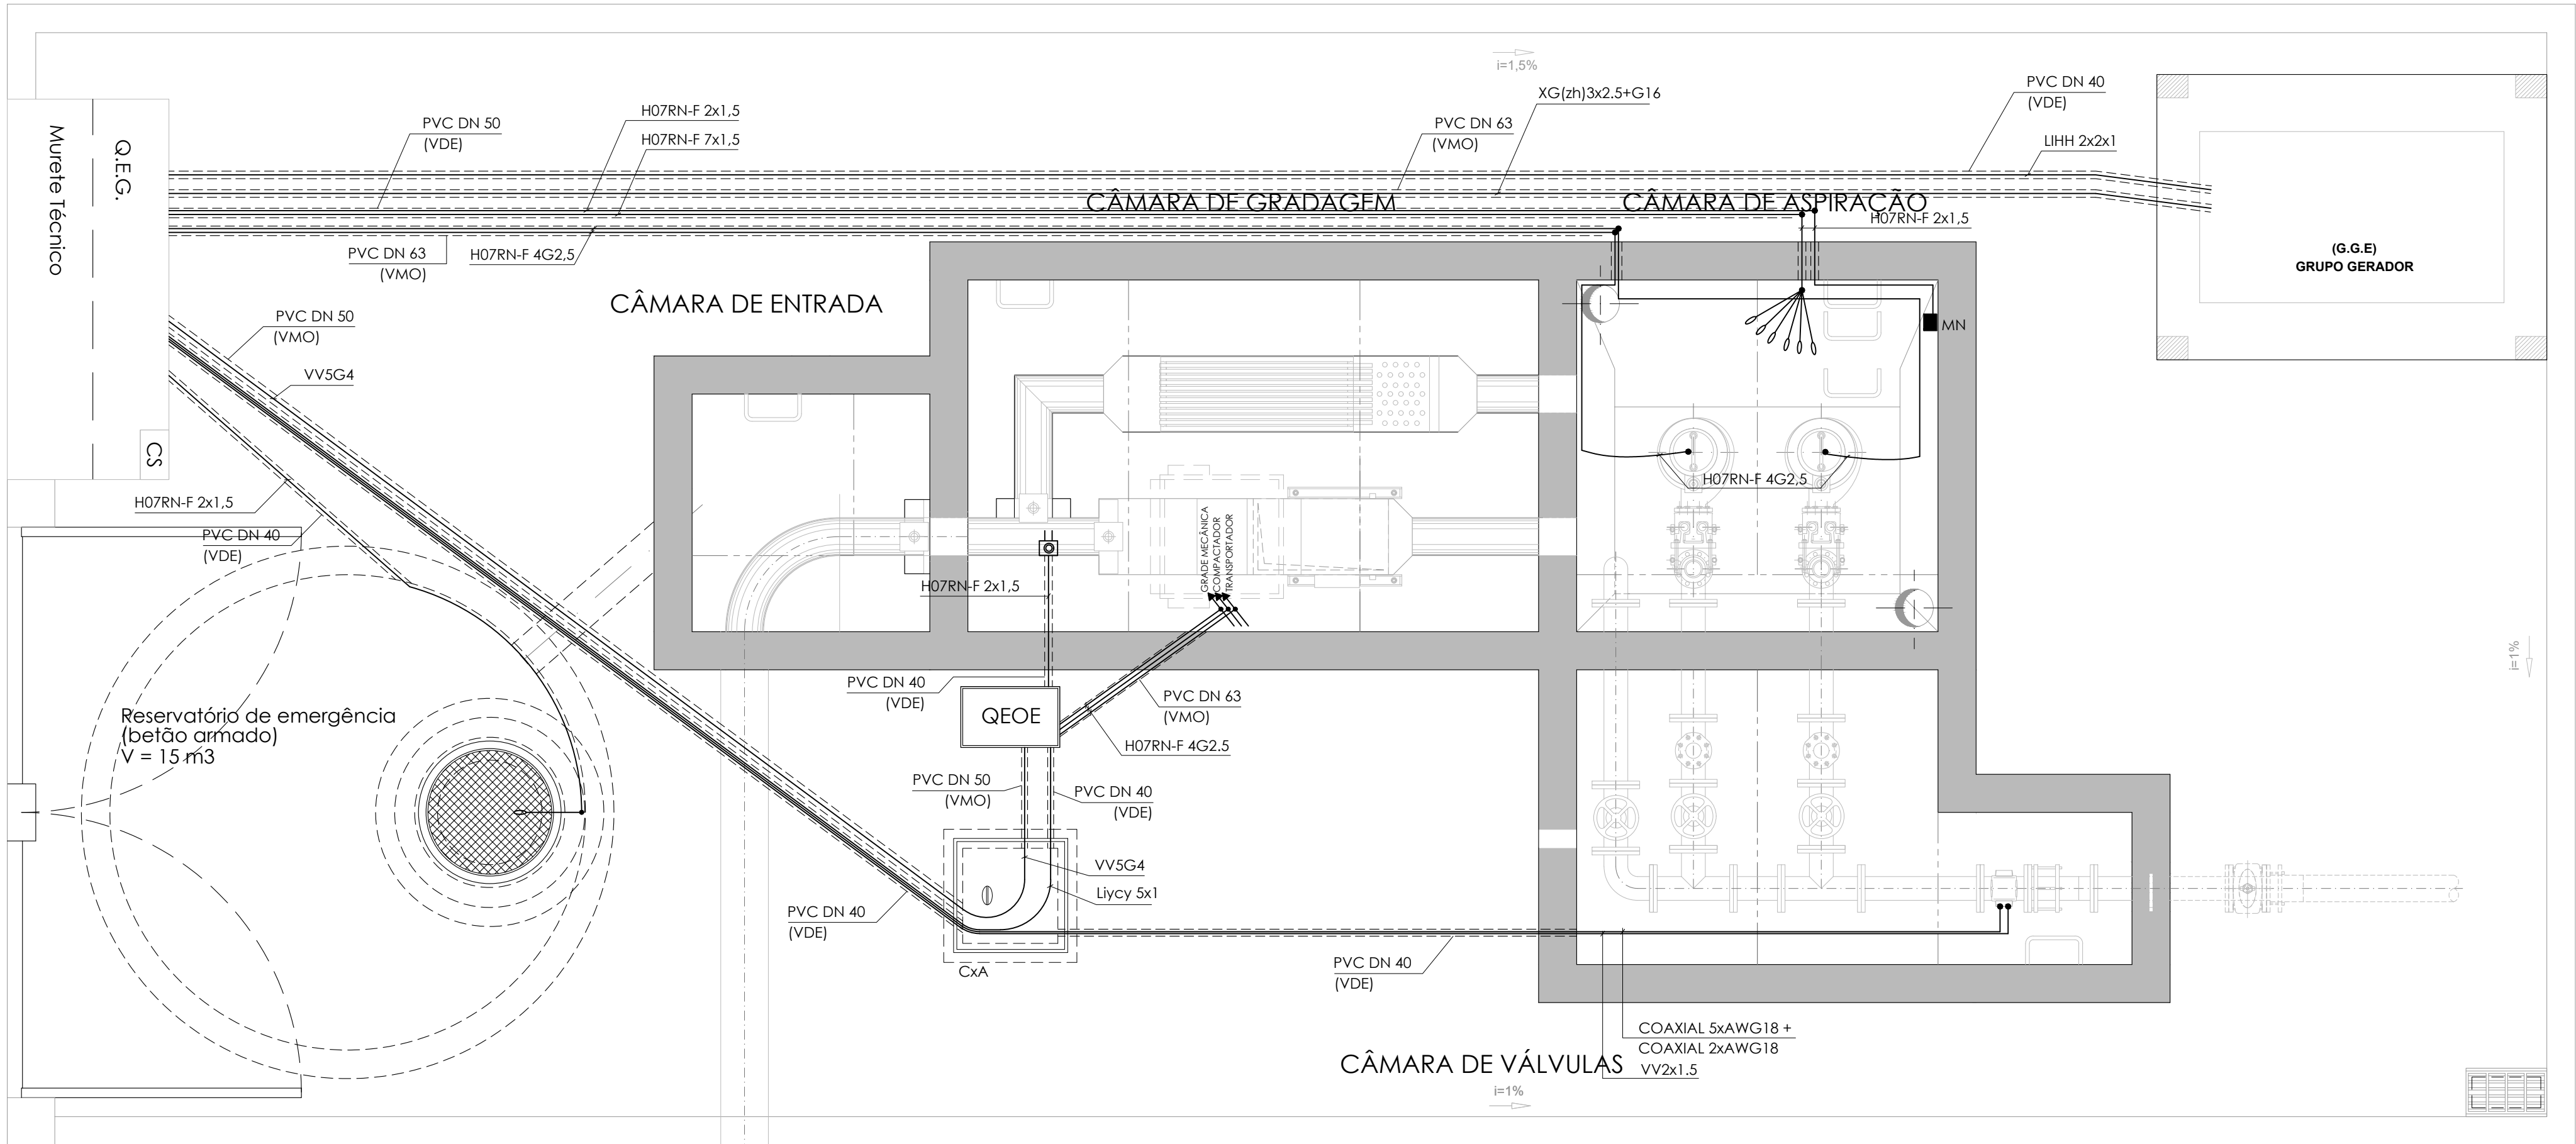 i=1,5%
XG(zh)3x2.5+G16
PVC DN 40
(VDE)
LIHH 2x2x1
H07RN-F 2x1,5
H07RN-F 7x1,5
PVC DN 50
(VDE)
PVC DN 63
(VMO)
Murete Técnico
Q.E.G.
CS
CÂMARA DE GRADAGEM
CÂMARA DE ASPIRAÇÃO
H07RN-F 2x1,5
PVC DN 63
(VMO)
H07RN-F 4G2,5
(G.G.E)
GRUPO GERADOR
CÂMARA DE ENTRADA
PVC DN 50
(VMO)
VV5G4
MN
H07RN-F 4G2,5
H07RN-F 2x1,5
PVC DN 40
(VDE)
GRADE MECÂNICA
COMPACTADOR
TRANSPORTADOR
H07RN-F 2x1,5
i=1%
PVC DN 40
(VDE)
PVC DN 63
(VMO)
QEOE
H07RN-F 4G2.5
Reservatório de emergência
(betão armado)
V = 15 m3
PVC DN 50
(VMO)
PVC DN 40
(VDE)
VV5G4
Liycy 5x1
PVC DN 40
(VDE)
CxA
PVC DN 40
(VDE)
COAXIAL 5xAWG18 +
COAXIAL 2xAWG18
VV2x1.5
CÂMARA DE VÁLVULAS
i=1%